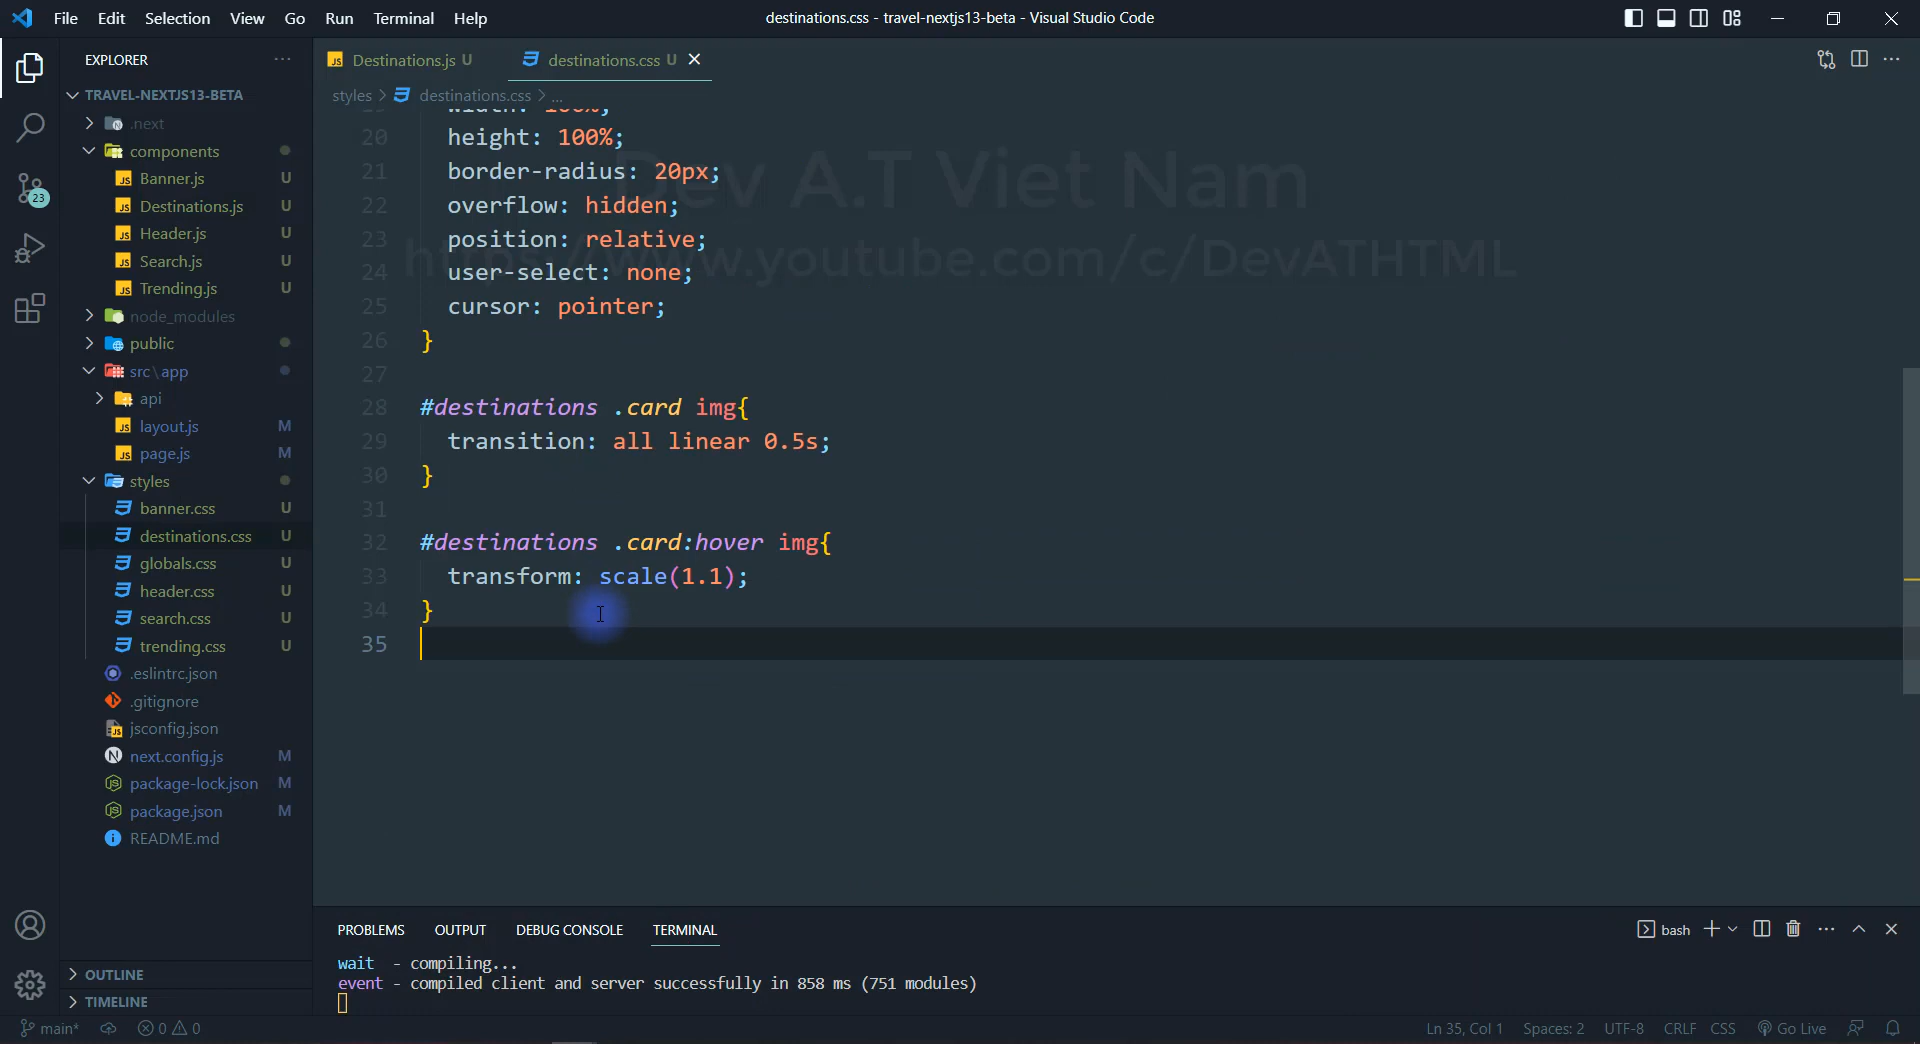 File Edit Selection View Go Run Terminal Help
destinations.css - travel-nextjs13-beta - Visual Studio Code
EXPLORER
TRAVEL-NEXTJS13-BETA
.next
components
Banner.js U
Destinations.js U
Header.js U
Search.js U
Trending.js U
node_modules
public
src\app
api
layout.js M
page.js M
styles
banner.css U
destinations.css U
globals.css U
header.css U
search.css U
trending.css U
.eslintrc.json
.gitignore
jsconfig.json
next.config.js M
package-lock.json M
package.json M
README.md
OUTLINE
TIMELINE
23
Destinations.js U
destinations.css U
styles > destinations.css > ...
19 width: 100%;
20 height: 100%;
21 border-radius: 20px;
22 overflow: hidden;
23 position: relative;
24 user-select: none;
25 cursor: pointer;
26 }
27
28 #destinations .card img{
29 transition: all linear 0.5s;
30 }
31
32 #destinations .card:hover img{
33 transform: scale(1.1);
34 }
35
Dev A.T Viet Nam
https://www.youtube.com/c/DevATHTML
PROBLEMS OUTPUT DEBUG CONSOLE TERMINAL
bash
wait - compiling...
event - compiled client and server successfully in 858 ms (751 modules)
main* 0 0
Ln 35, Col 1 Spaces: 2 UTF-8 CRLF CSS Go Live